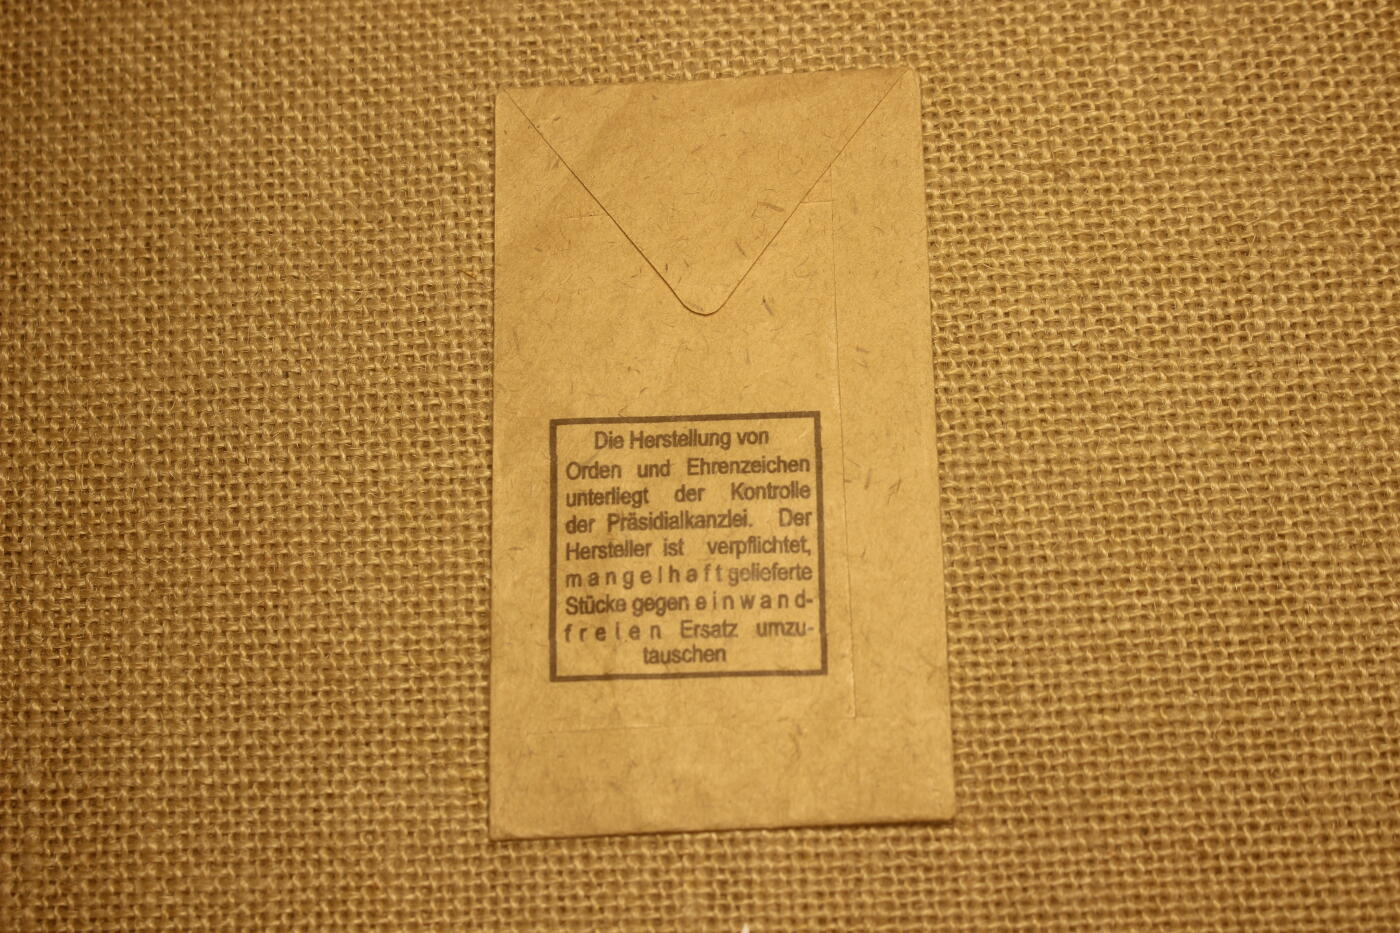 Die Herstellung von
Orden und Ehrenzeichen
unterliegt der Kontrolle
der Präsidialkanzlei. Der
Hersteller ist verpflichtet,
mangelhaft gelieferte
Stücke gegen einwand-
freien Ersatz umzu-
tauschen